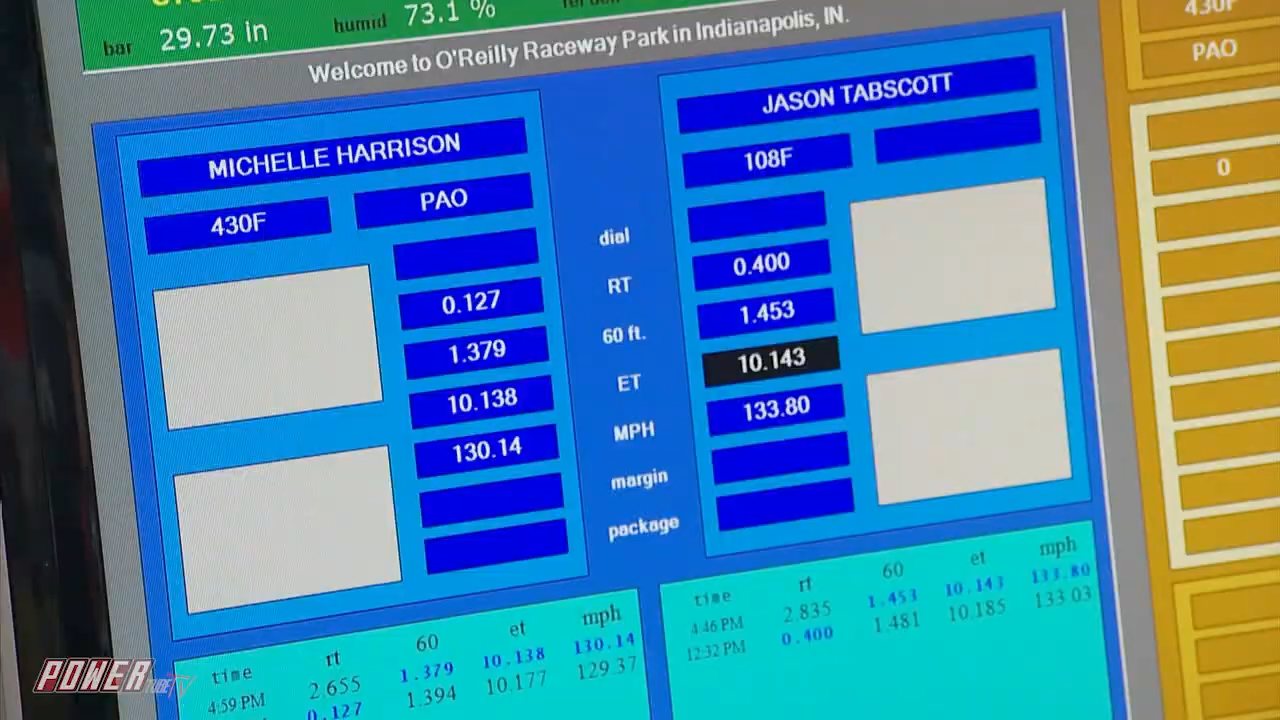 bar 29.73 in humid 73.1 %
Welcome to O'Reilly Raceway Park in Indianapolis, IN.
430F
PAO
0
MICHELLE HARRISON
430F PAO
JASON TABSCOTT
108F
dial
0.127 RT 0.400
1.379 60 ft. 1.453
10.138 ET 10.143
130.14 MPH 133.80
margin
package
time rt 60 et mph
4:59 PM 2.655 1.379 10.138 130.14
0.127 1.394 10.177 129.37
time rt 60 et mph
4:46 PM 2.835 1.453 10.143 133.80
12:32 PM 0.400 1.481 10.185 133.03
POWER TUBE TV